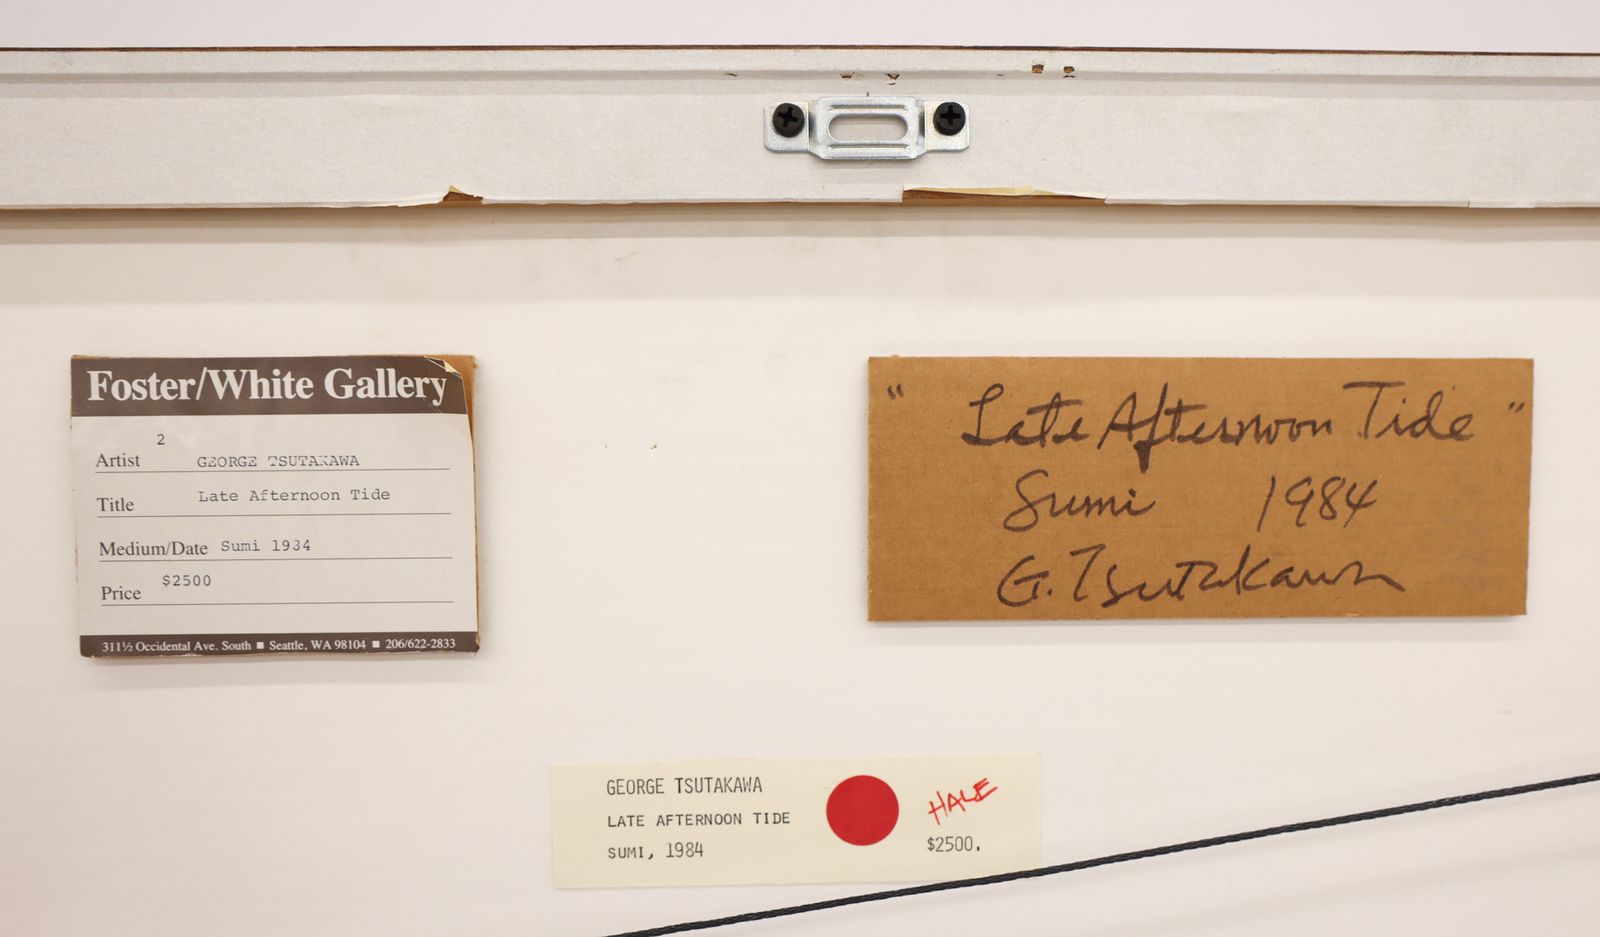 Foster/White Gallery
2
Artist GEORGE TSUTAKAWA
Title Late Afternoon Tide
Medium/Date Sumi 1984
Price $2500
311½ Occidental Ave. South ■ Seattle, WA 98104 ■ 206/622-2833
" Late Afternoon Tide "
Sumi 1984
G. Tsutakawa
GEORGE TSUTAKAWA
LATE AFTERNOON TIDE
SUMI, 1984
HALE
$2500.